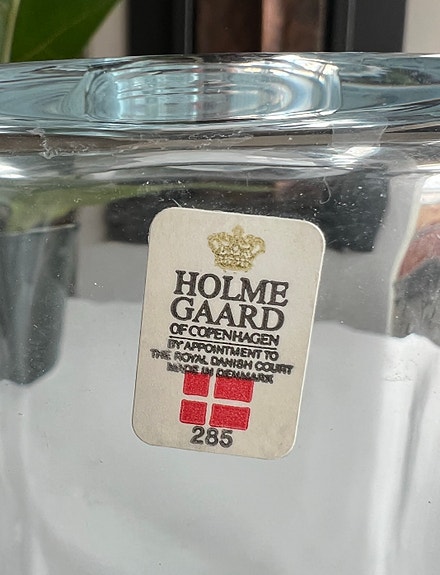 HOLME
GAARD
OF COPENHAGEN
BY APPOINTMENT TO
THE ROYAL DANISH COURT
MADE IN DENMARK
285